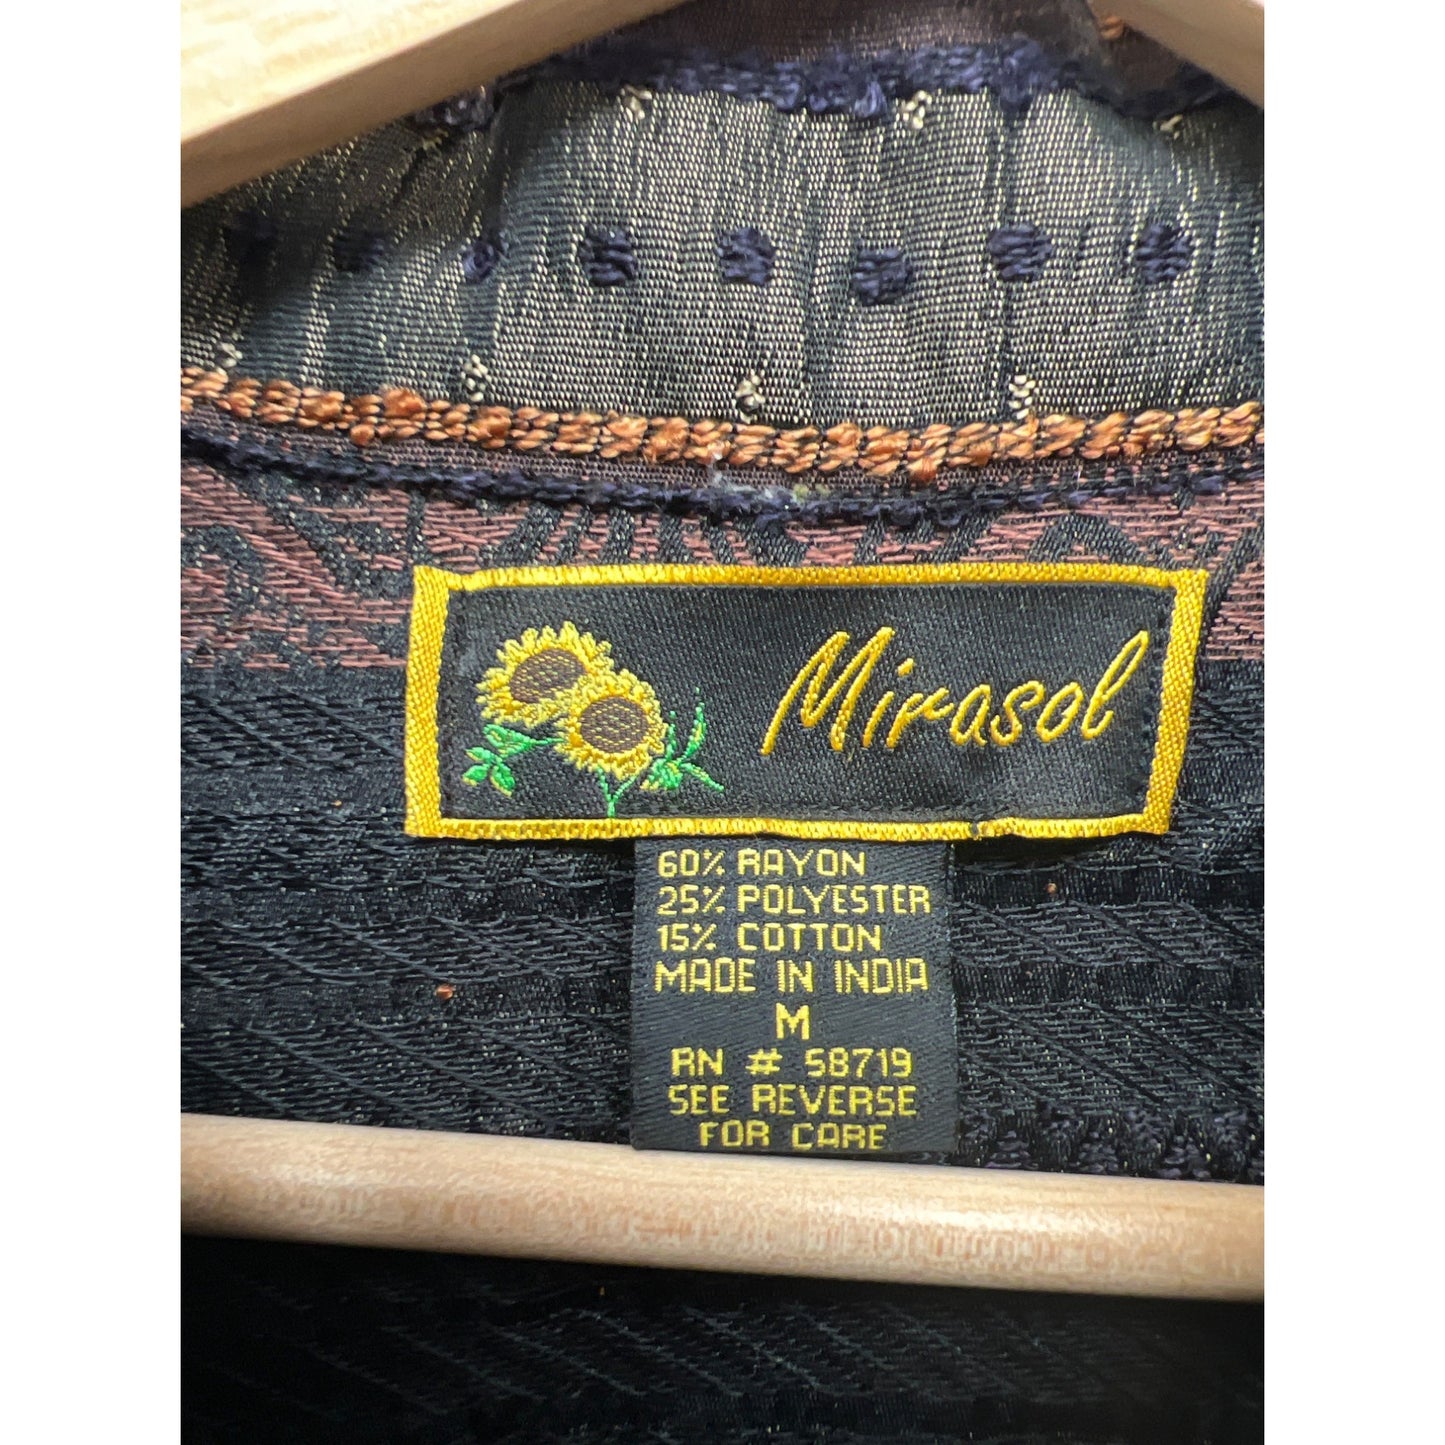 Mirasol
60% RAYON
25% POLYESTER
15% COTTON
MADE IN INDIA
M
RN # 58719
SEE REVERSE
FOR CARE